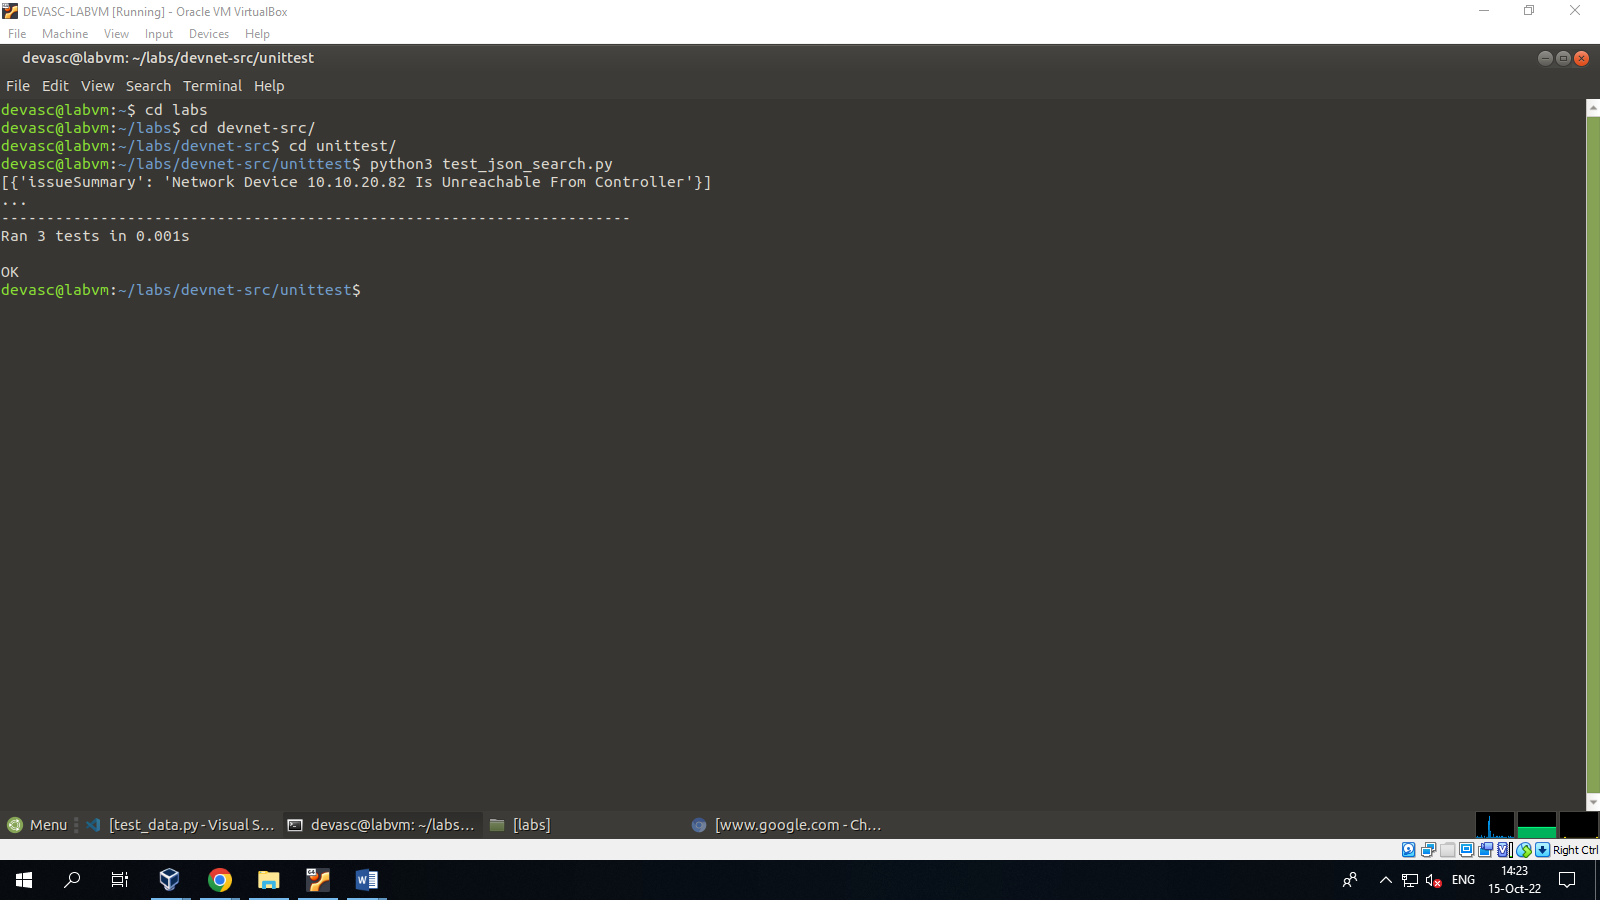 DEVASC-LABVM [Running] - Oracle VM VirtualBox
File Machine View Input Devices Help
devasc@labvm: ~/labs/devnet-src/unittest
File Edit View Search Terminal Help
devasc@labvm:~$ cd labs
devasc@labvm:~/labs$ cd devnet-src/
devasc@labvm:~/labs/devnet-src$ cd unittest/
devasc@labvm:~/labs/devnet-src/unittest$ python3 test_json_search.py
[{'issueSummary': 'Network Device 10.10.20.82 Is Unreachable From Controller'}]
...
----------------------------------------------------------------------
Ran 3 tests in 0.001s
OK
devasc@labvm:~/labs/devnet-src/unittest$
Menu [test_data.py - Visual S... devasc@labvm: ~/labs... [labs] [www.google.com - Ch...
Right Ctrl
ENG 14:23
15-Oct-22